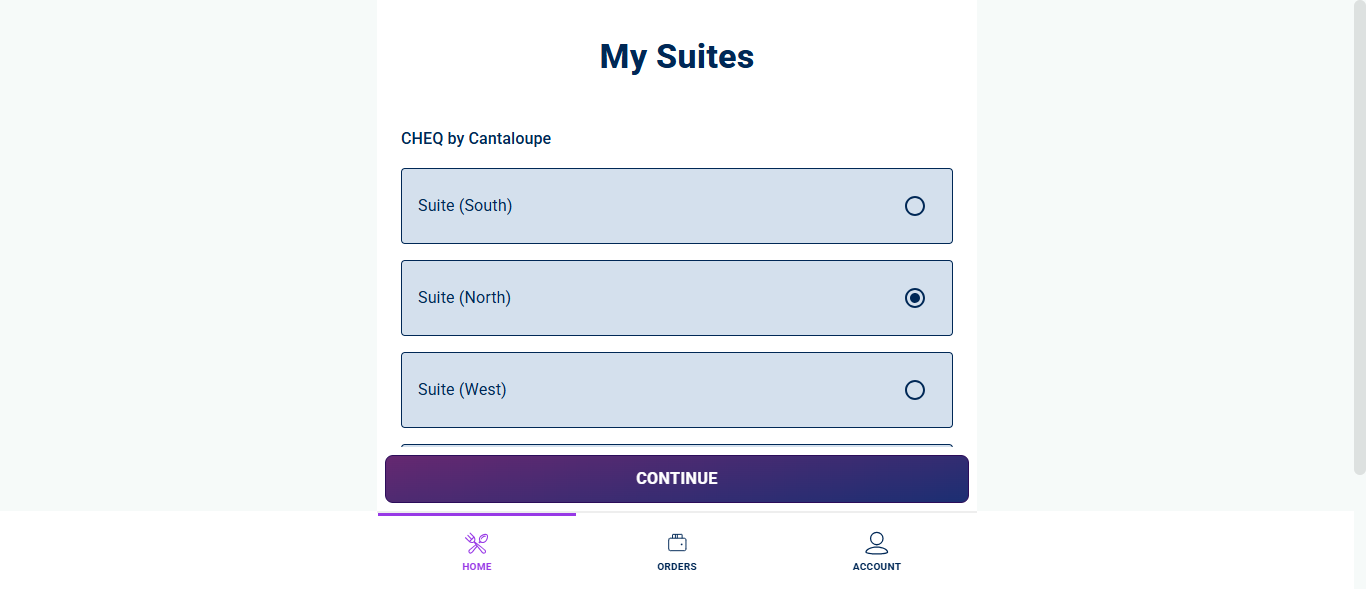 My Suites
CHEQ by Cantaloupe
Suite (South)
Suite (North)
Suite (West)
CONTINUE
HOME
ORDERS
ACCOUNT